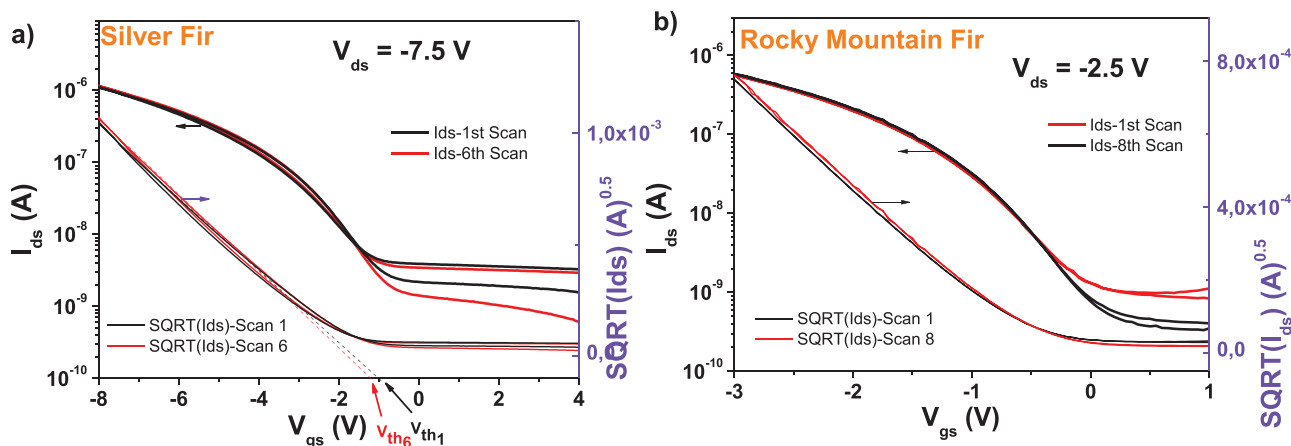 a)
Silver Fir
V_ds = -7.5 V
Ids-1st Scan
Ids-6th Scan
SQRT(Ids)-Scan 1
SQRT(Ids)-Scan 6
10^-6
10^-7
10^-8
10^-9
10^-10
I_ds (A)
-8 -6 -4 -2 0 2 4
V_gs (V)
V_th6
V_th1
1,0x10^-3
0,0
SQRT(Ids) (A)^0.5
b)
Rocky Mountain Fir
V_ds = -2.5 V
Ids-1st Scan
Ids-8th Scan
SQRT(Ids)-Scan 1
SQRT(Ids)-Scan 8
10^-6
10^-7
10^-8
10^-9
10^-10
I_ds (A)
-3 -2 -1 0 1
V_gs (V)
8,0x10^-4
4,0x10^-4
0,0
SQRT(I_ds) (A)^0.5